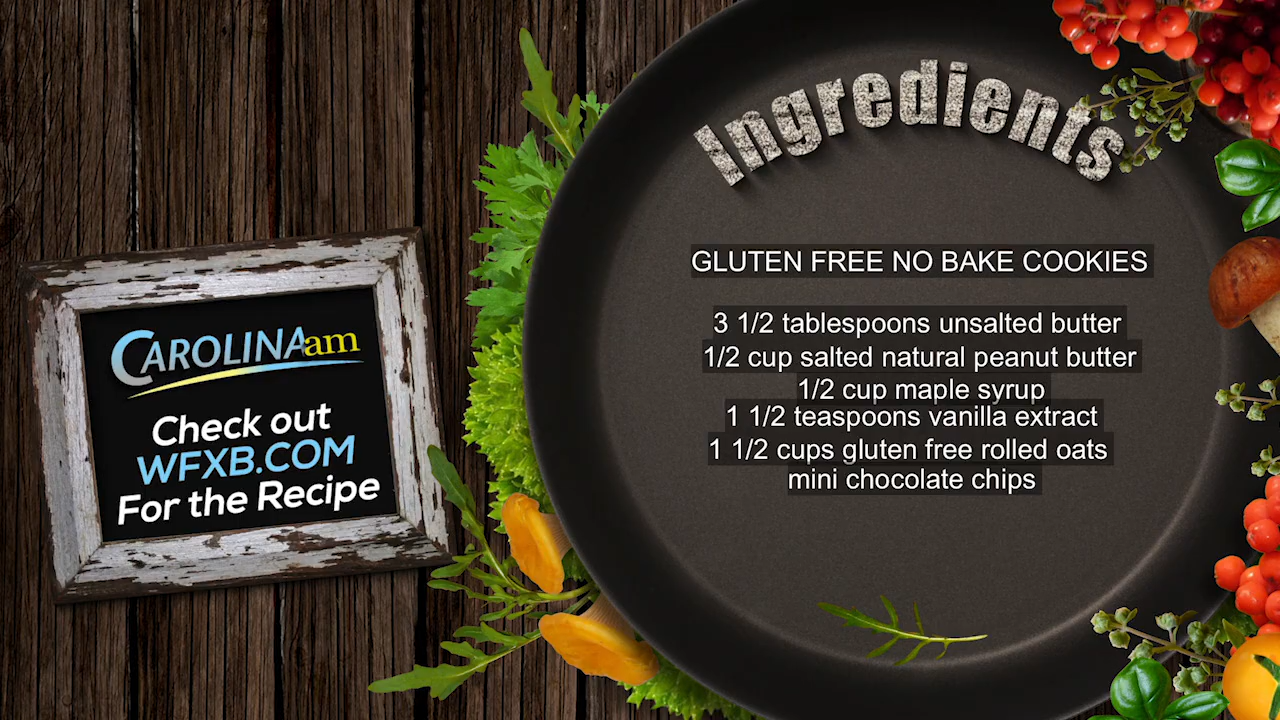 Ingredients
GLUTEN FREE NO BAKE COOKIES
3 1/2 tablespoons unsalted butter
1/2 cup salted natural peanut butter
1/2 cup maple syrup
1 1/2 teaspoons vanilla extract
1 1/2 cups gluten free rolled oats
mini chocolate chips
CAROLINA am
Check out
WFXB.COM
For the Recipe